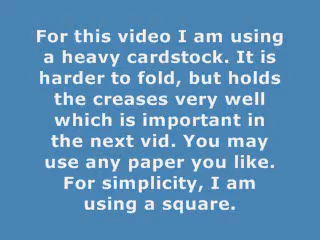 For this video I am using
a heavy cardstock. It is
harder to fold, but holds
the creases very well
which is important in
the next vid. You may
use any paper you like.
For simplicity, I am
using a square.